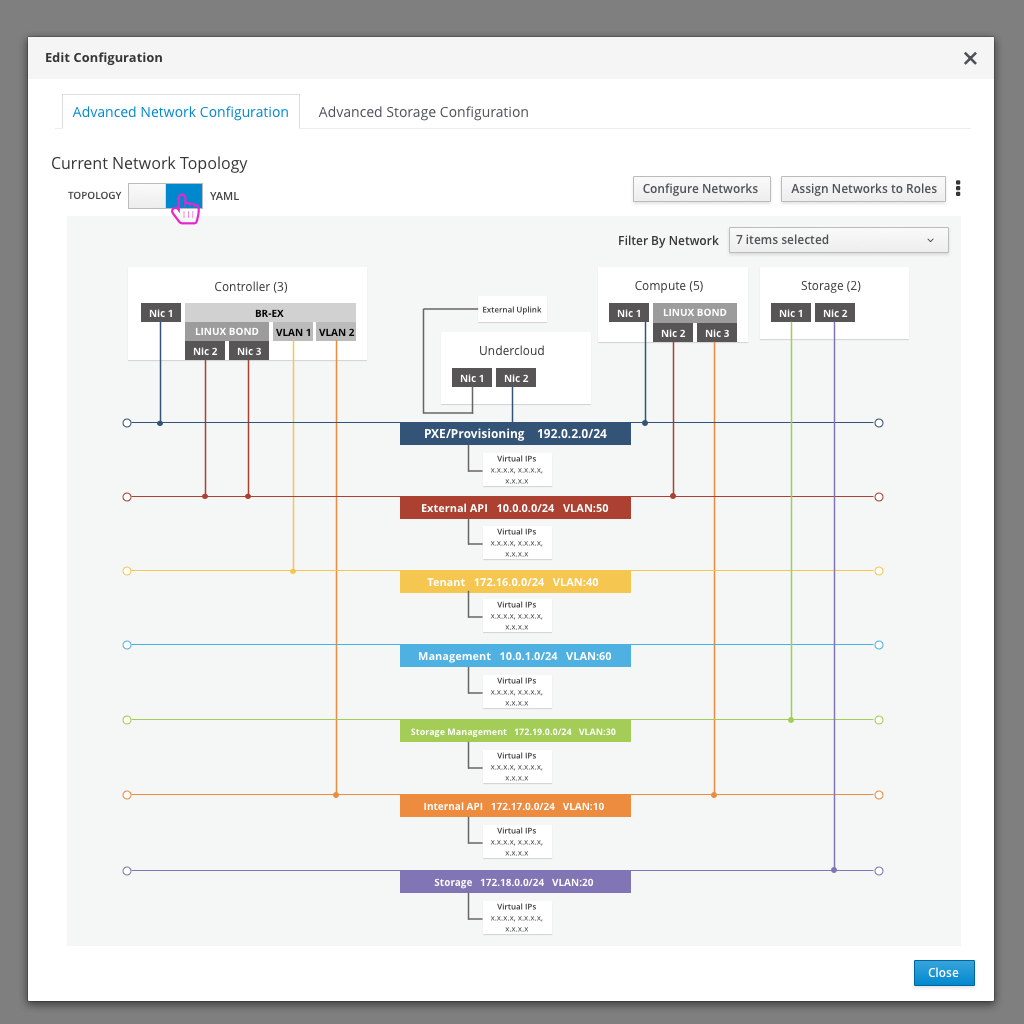 Edit Configuration
Advanced Network Configuration
Advanced Storage Configuration
Current Network Topology
TOPOLOGY
YAML
Configure Networks
Assign Networks to Roles
Filter By Network
7 items selected
Controller (3)
Nic 1
BR-EX
LINUX BOND
VLAN 1
VLAN 2
Nic 2
Nic 3
External Uplink
Undercloud
Nic 1
Nic 2
Compute (5)
Nic 1
LINUX BOND
Nic 2
Nic 3
Storage (2)
Nic 1
Nic 2
PXE/Provisioning 192.0.2.0/24
Virtual IPs
x.x.x.x, x.x.x.x,
x.x.x.x
External API 10.0.0.0/24 VLAN:50
Virtual IPs
x.x.x.x, x.x.x.x,
x.x.x.x
Tenant 172.16.0.0/24 VLAN:40
Virtual IPs
x.x.x.x, x.x.x.x,
x.x.x.x
Management 10.0.1.0/24 VLAN:60
Virtual IPs
x.x.x.x, x.x.x.x,
x.x.x.x
Storage Management 172.19.0.0/24 VLAN:30
Virtual IPs
x.x.x.x, x.x.x.x,
x.x.x.x
Internal API 172.17.0.0/24 VLAN:10
Virtual IPs
x.x.x.x, x.x.x.x,
x.x.x.x
Storage 172.18.0.0/24 VLAN:20
Virtual IPs
x.x.x.x, x.x.x.x,
x.x.x.x
Close